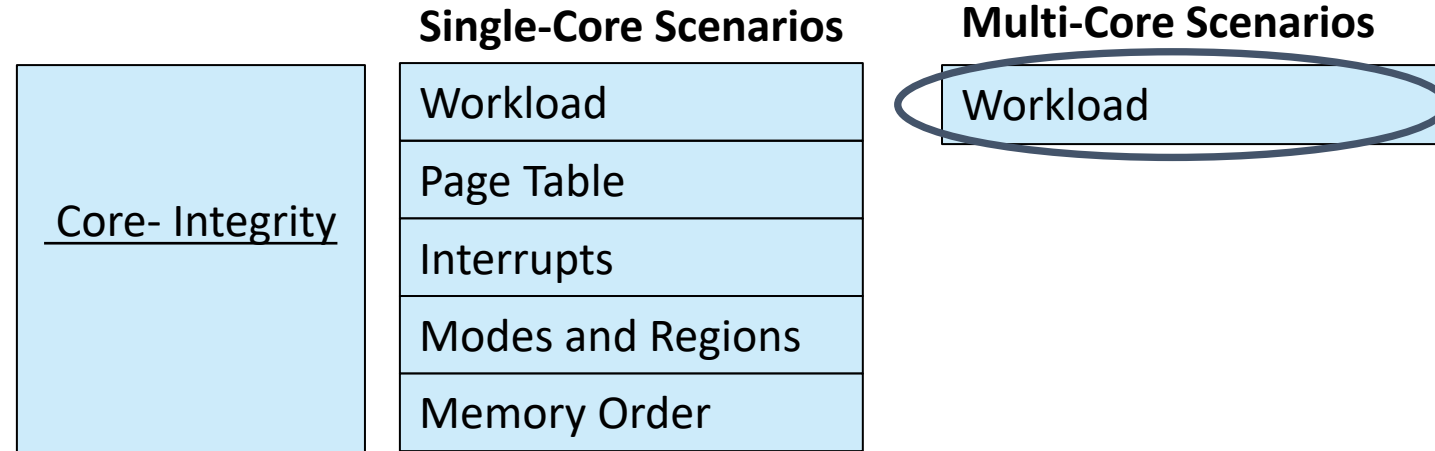 Single-Core Scenarios
Multi-Core Scenarios
Core- Integrity
Workload
Page Table
Interrupts
Modes and Regions
Memory Order
Workload